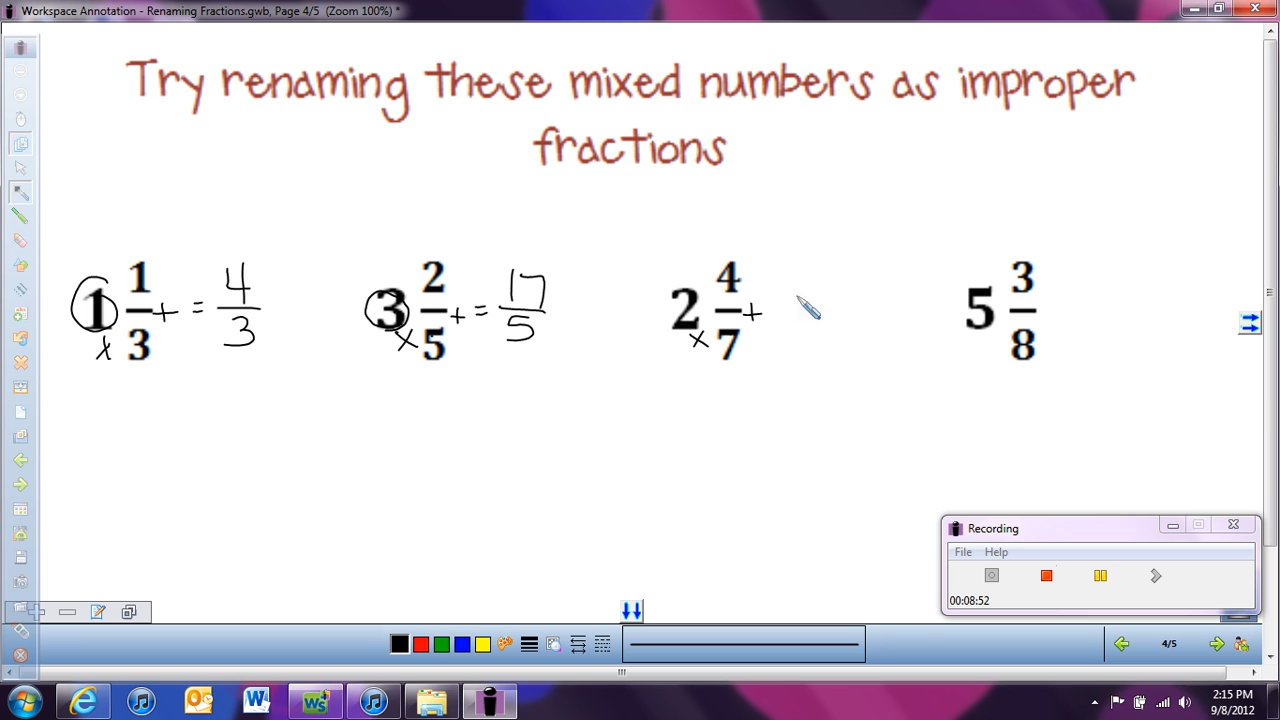 Workspace Annotation - Renaming Fractions.gwb, Page 4/5 (Zoom 100%) *
Try renaming these mixed numbers as improper
fractions
1 1/3 x + = 4/3
3 2/5 x + = 17/5
2 4/7 x +
5 3/8
Recording
File Help
00:08:52
4/5
2:15 PM
9/8/2012